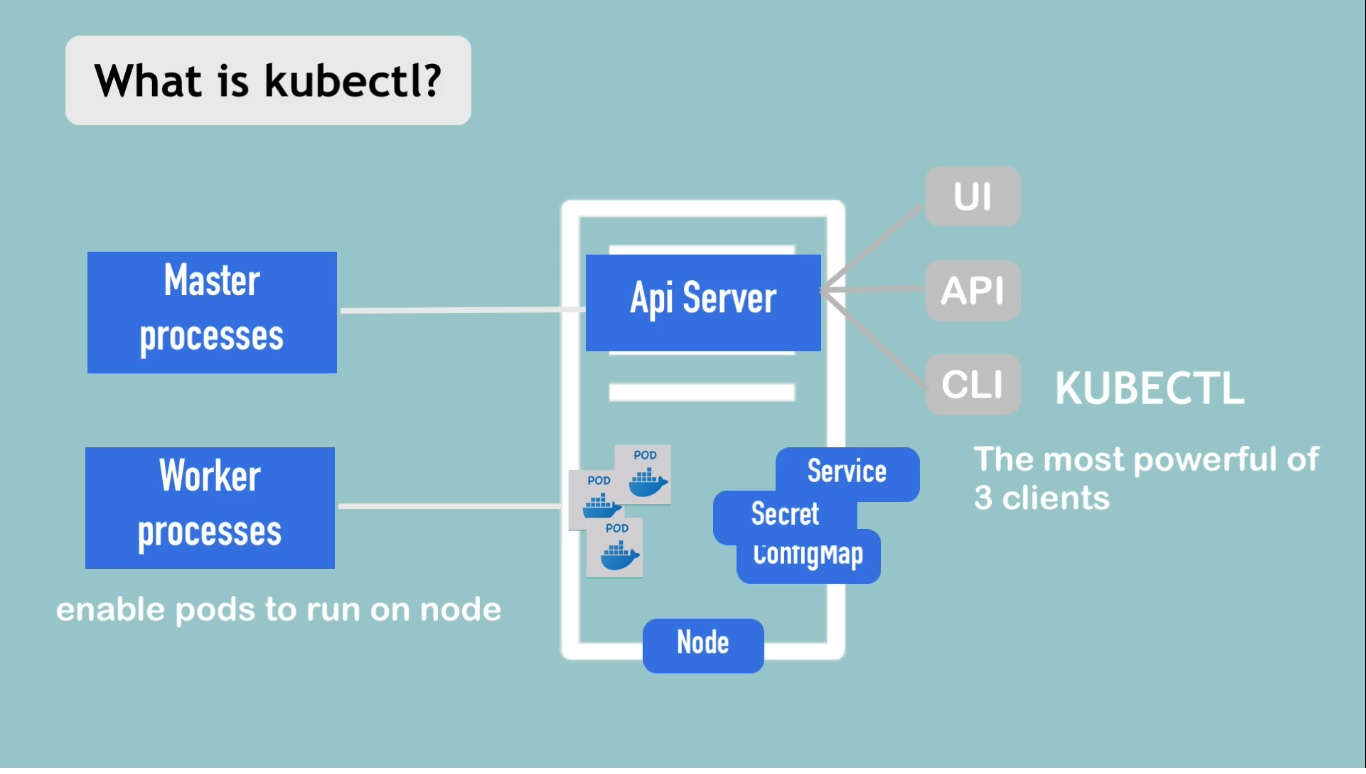 What is kubectl?
UI
Master
processes
Api Server
API
CLI KUBECTL
The most powerful of
3 clients
Worker
processes
POD
POD
POD
Service
Secret
ConfigMap
enable pods to run on node
Node